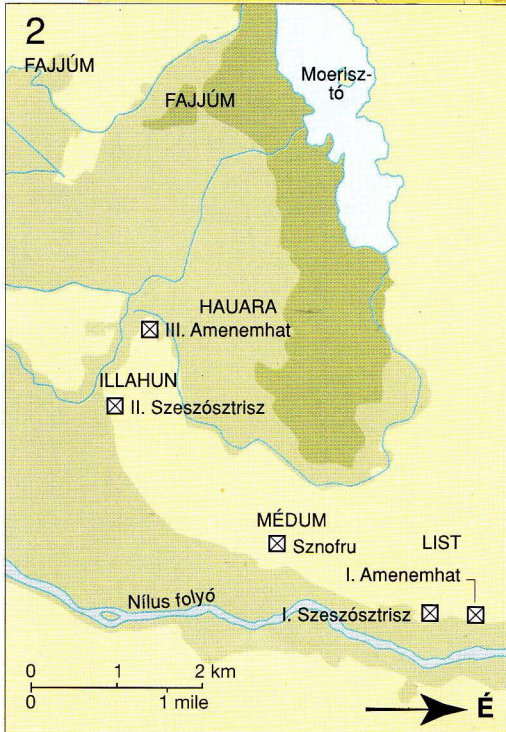 2
FAJJÚM
FAJJÚM
Moerisz-
tó
HAUARA
III. Amenemhat
ILLAHUN
II. Szeszósztrisz
MÉDUM
Sznofru
LIST
I. Amenemhat
I. Szeszósztrisz
Nílus folyó
0 1 2 km
0 1 mile
É